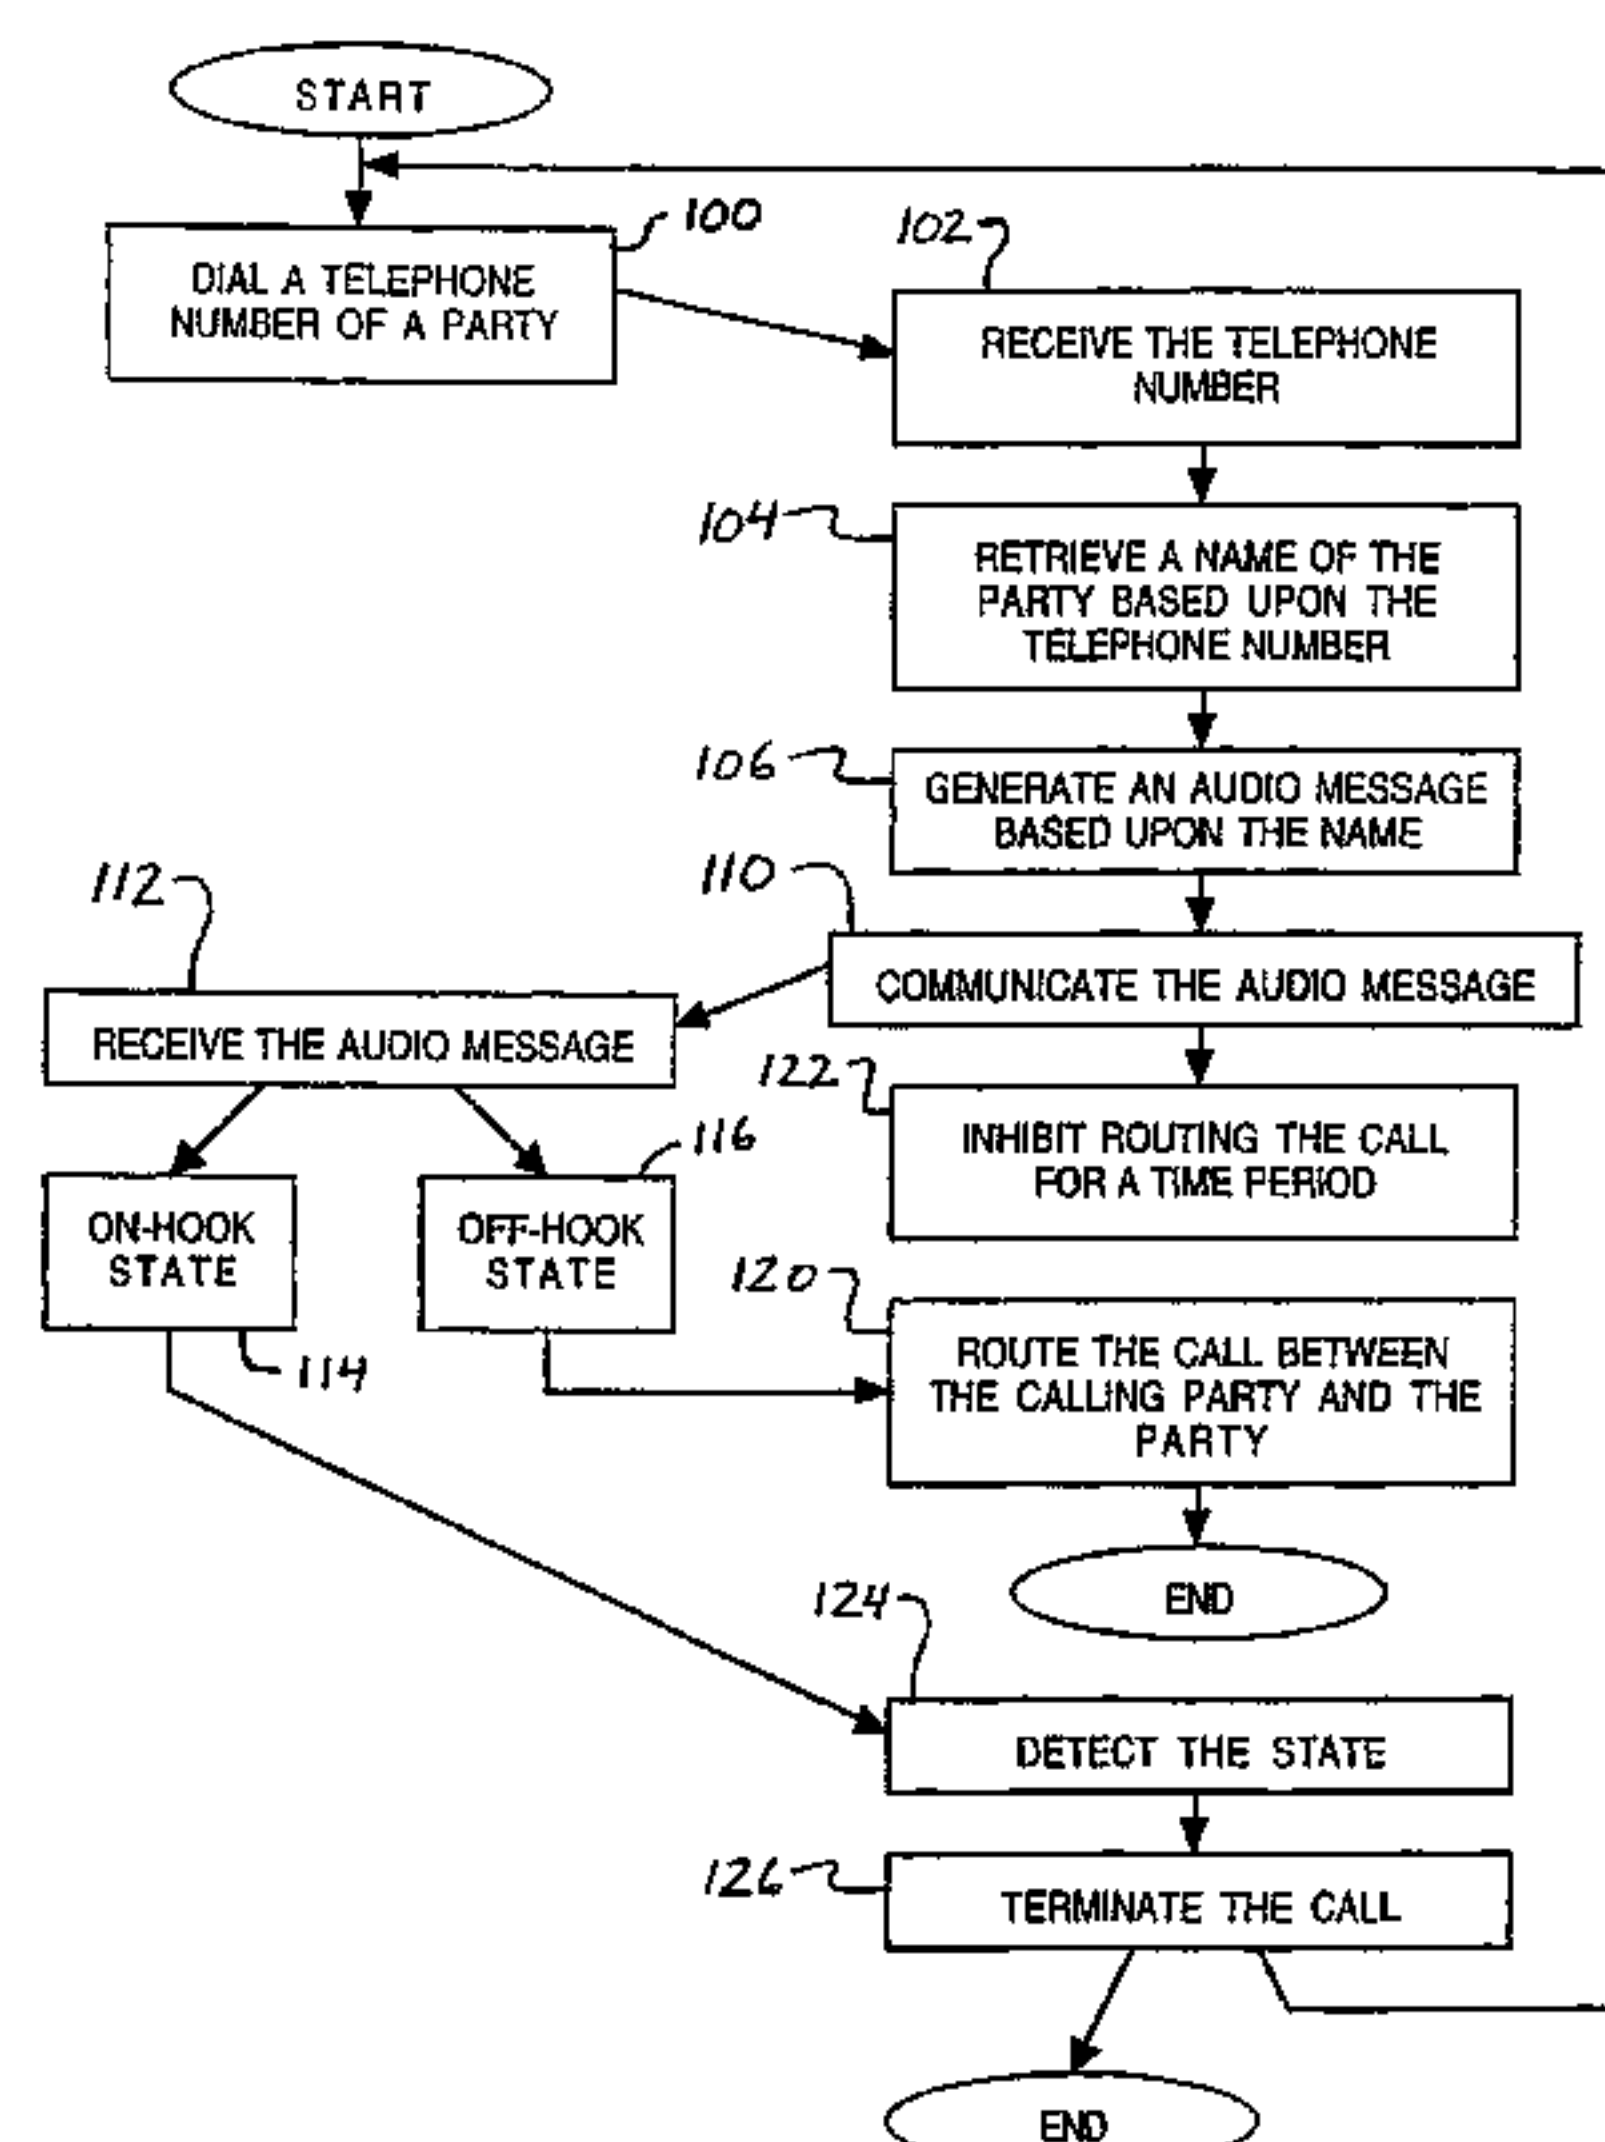 START
100
DIAL A TELEPHONE
NUMBER OF A PARTY
102
RECEIVE THE TELEPHONE
NUMBER
104
RETRIEVE A NAME OF THE
PARTY BASED UPON THE
TELEPHONE NUMBER
106
GENERATE AN AUDIO MESSAGE
BASED UPON THE NAME
110
COMMUNICATE THE AUDIO MESSAGE
112
RECEIVE THE AUDIO MESSAGE
122
INHIBIT ROUTING THE CALL
FOR A TIME PERIOD
116
ON-HOOK
STATE
114
OFF-HOOK
STATE
120
ROUTE THE CALL BETWEEN
THE CALLING PARTY AND THE
PARTY
END
124
DETECT THE STATE
126
TERMINATE THE CALL
END